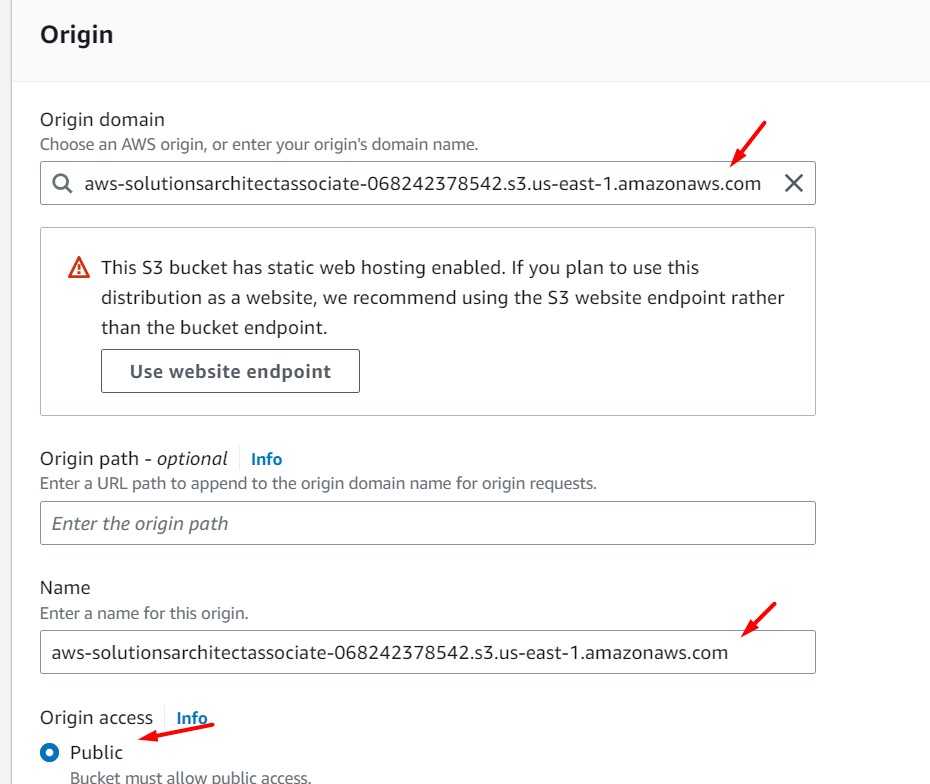 Origin
Origin domain
Choose an AWS origin, or enter your origin's domain name.
aws-solutionsarchitectassociate-068242378542.s3.us-east-1.amazonaws.com
This S3 bucket has static web hosting enabled. If you plan to use this
distribution as a website, we recommend using the S3 website endpoint rather
than the bucket endpoint.
Use website endpoint
Origin path - optional Info
Enter a URL path to append to the origin domain name for origin requests.
Enter the origin path
Name
Enter a name for this origin.
aws-solutionsarchitectassociate-068242378542.s3.us-east-1.amazonaws.com
Origin access Info
Public
Bucket must allow public access.